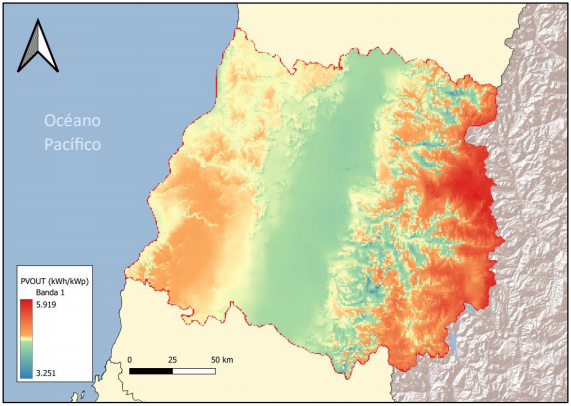 Océano
Pacífico
PVOUT (kWh/kWp)
Banda 1
5.919
3.251
0 25 50 km